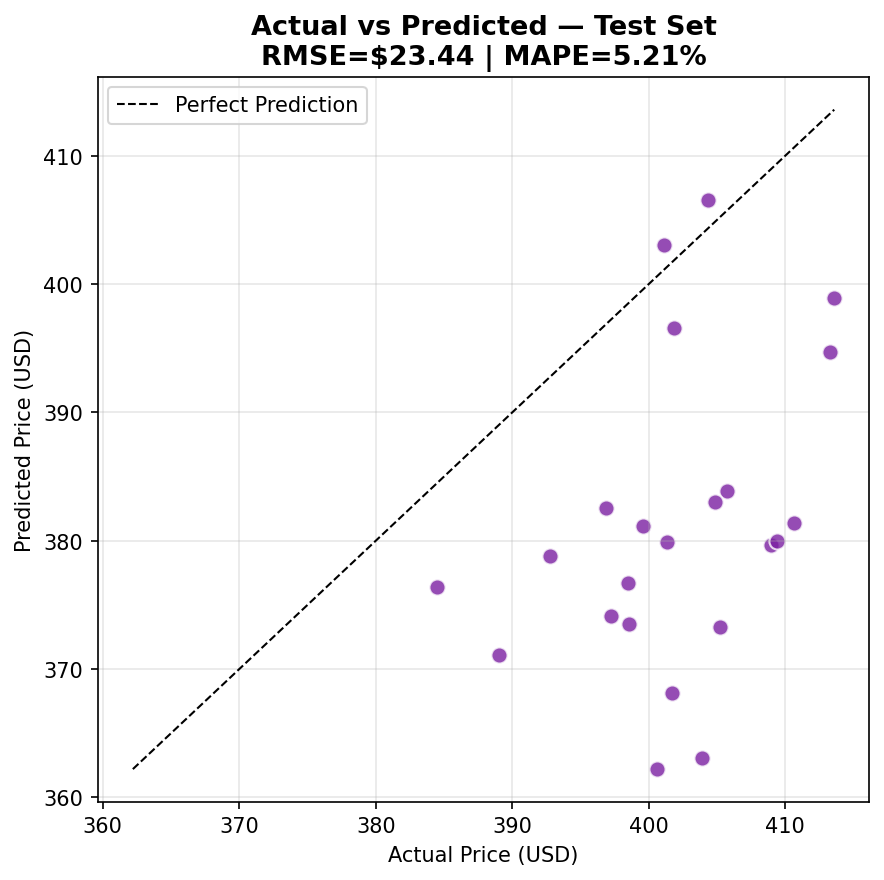 Actual vs Predicted — Test Set
RMSE=$23.44 | MAPE=5.21%
Perfect Prediction
410
400
390
380
370
360
Predicted Price (USD)
360
370
380
390
400
410
Actual Price (USD)